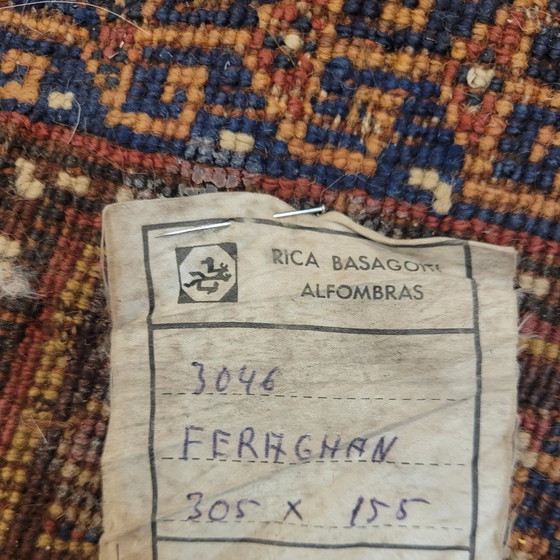 RICA BASAGOITI
ALFOMBRAS
3046
FERAGHAN
305 x 155